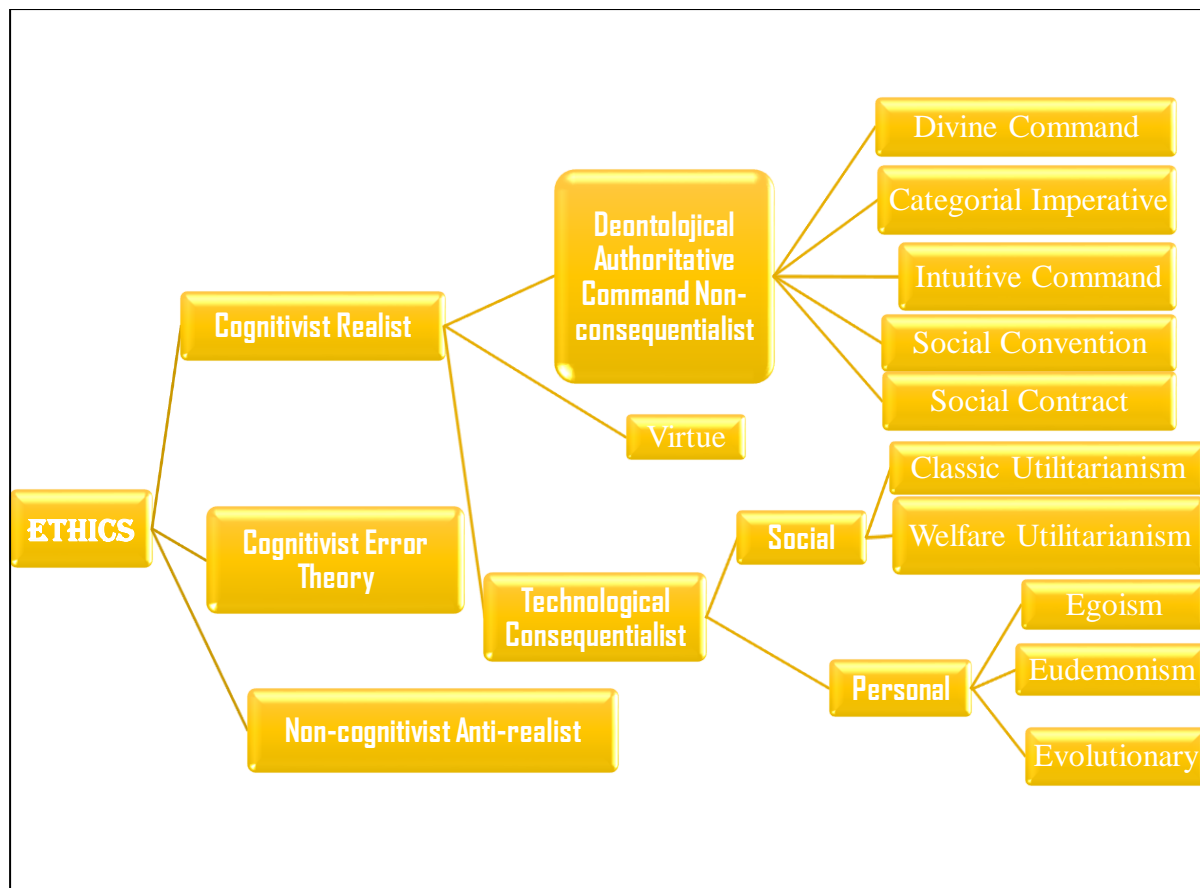 ETHICS
Cognitivist Realist
Cognitivist Error
Theory
Non-cognitivist Anti-realist
Deontolojical
Authoritative
Command Non-
consequentialist
Virtue
Technological
Consequentialist
Divine Command
Categorial Imperative
Intuitive Command
Social Convention
Social Contract
Social
Personal
Classic Utilitarianism
Welfare Utilitarianism
Egoism
Eudemonism
Evolutionary